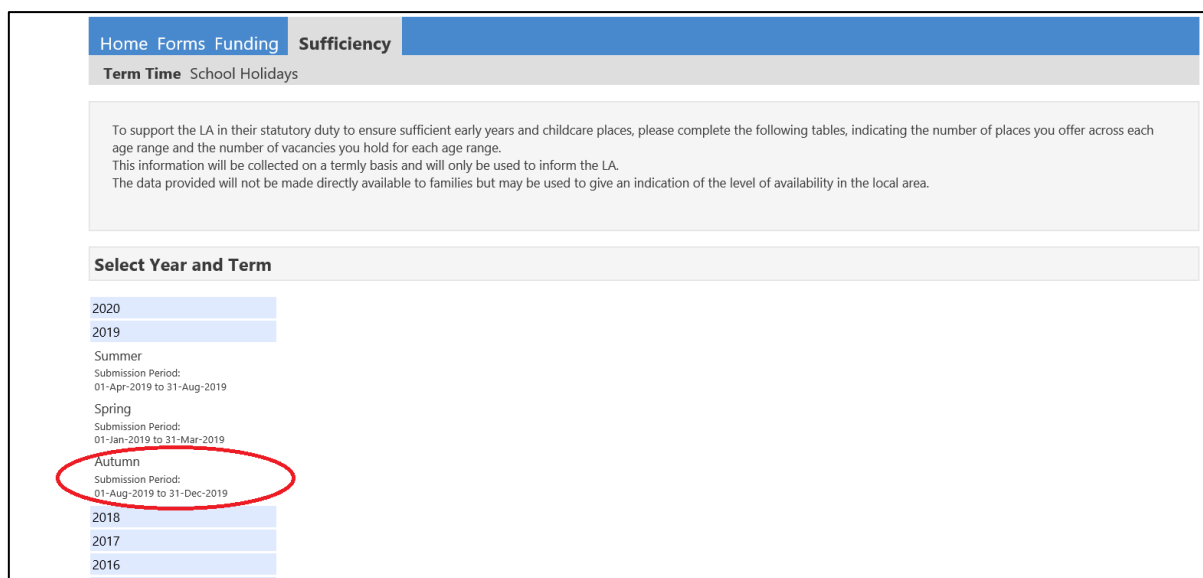 Home Forms Funding Sufficiency
Term Time School Holidays
To support the LA in their statutory duty to ensure sufficient early years and childcare places, please complete the following tables, indicating the number of places you offer across each
age range and the number of vacancies you hold for each age range.
This information will be collected on a termly basis and will only be used to inform the LA.
The data provided will not be made directly available to families but may be used to give an indication of the level of availability in the local area.
Select Year and Term
2020
2019
Summer
Submission Period:
01-Apr-2019 to 31-Aug-2019
Spring
Submission Period:
01-Jan-2019 to 31-Mar-2019
Autumn
Submission Period:
01-Aug-2019 to 31-Dec-2019
2018
2017
2016